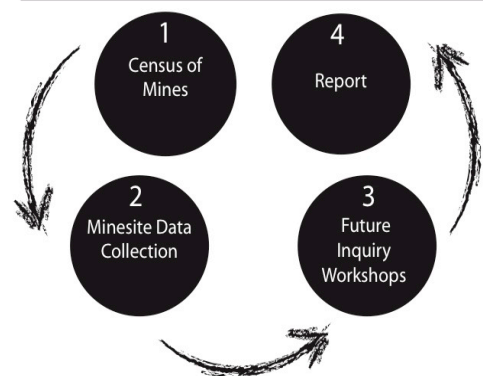 1
Census of
Mines
2
Minesite Data
Collection
3
Future
Inquiry
Workshops
4
Report